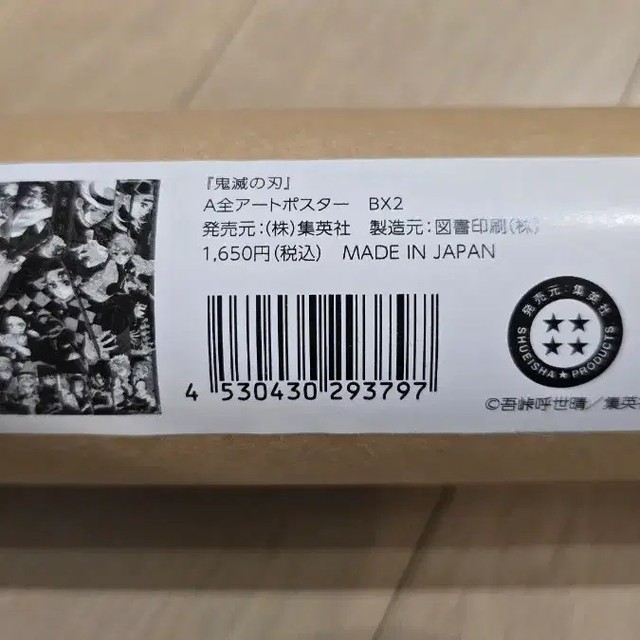 『鬼滅の刃』
A全アートポスター BX2
発売元:(株)集英社 製造元:図書印刷(株)
1,650円(税込) MADE IN JAPAN
4 530430 293797
発売元:集英社
SHUEISHA★PRODUCTS
©吾峠呼世晴/集英